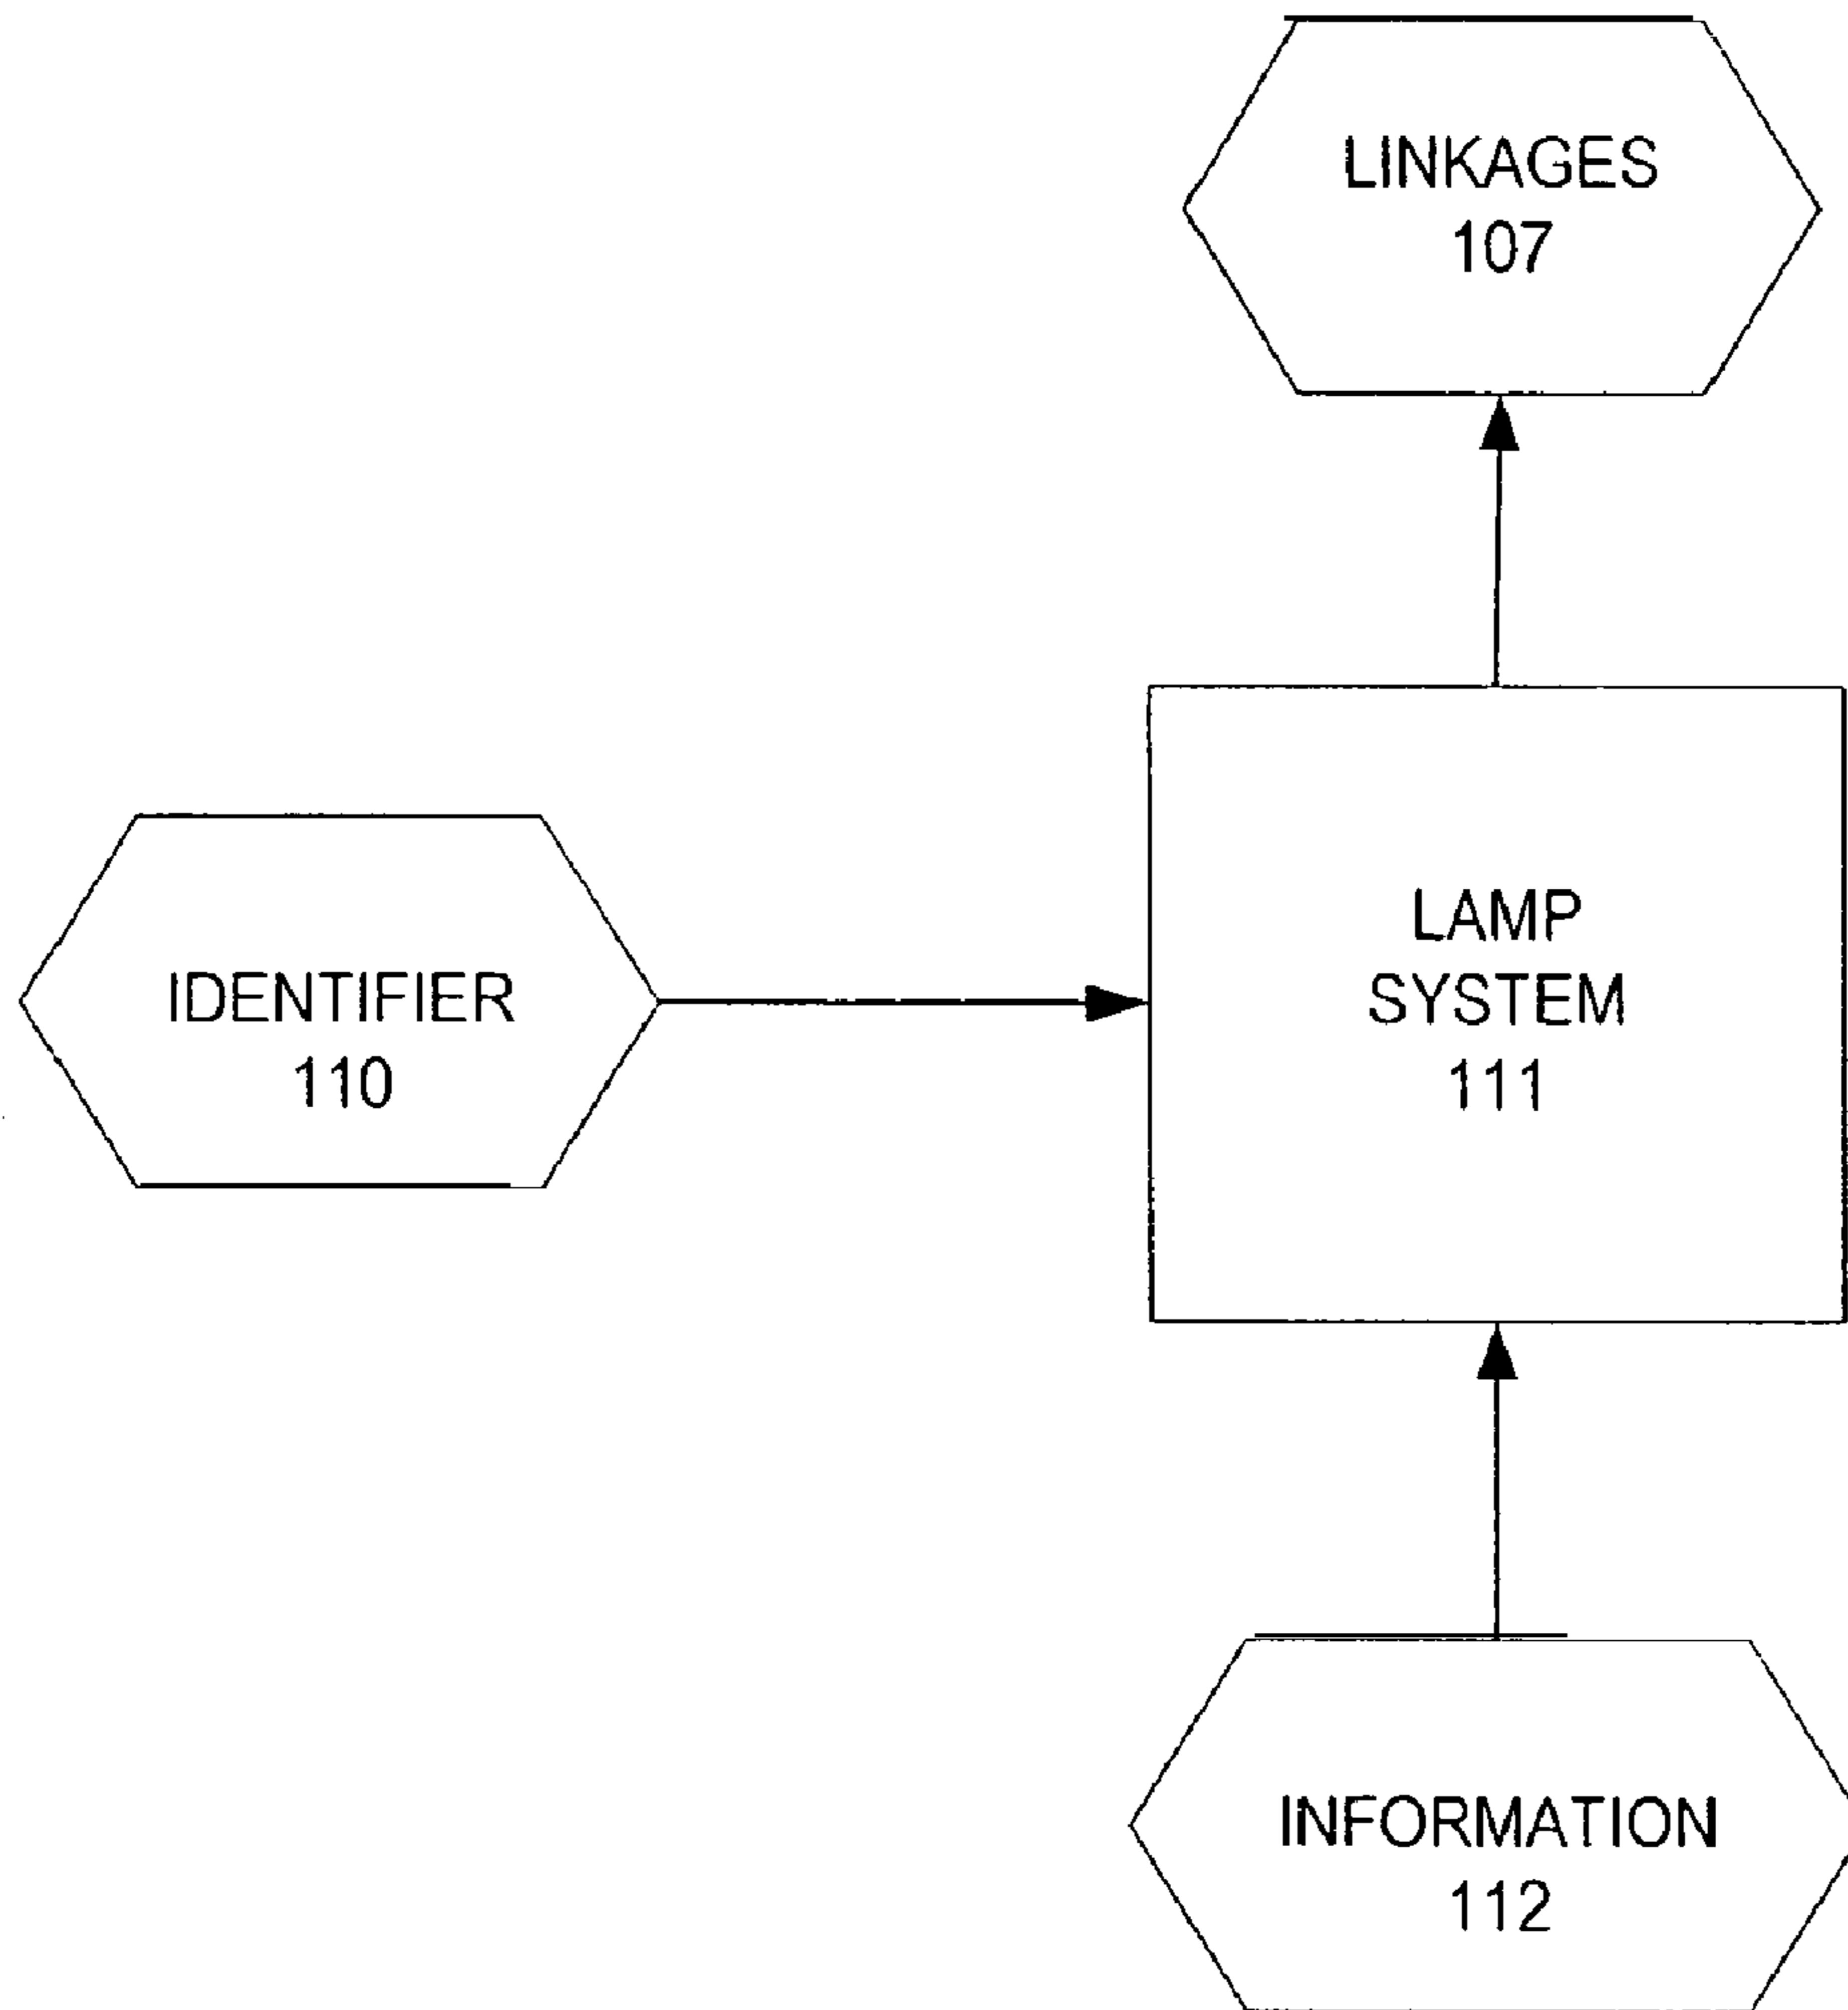 LINKAGES
107
IDENTIFIER
110
LAMP
SYSTEM
111
INFORMATION
112